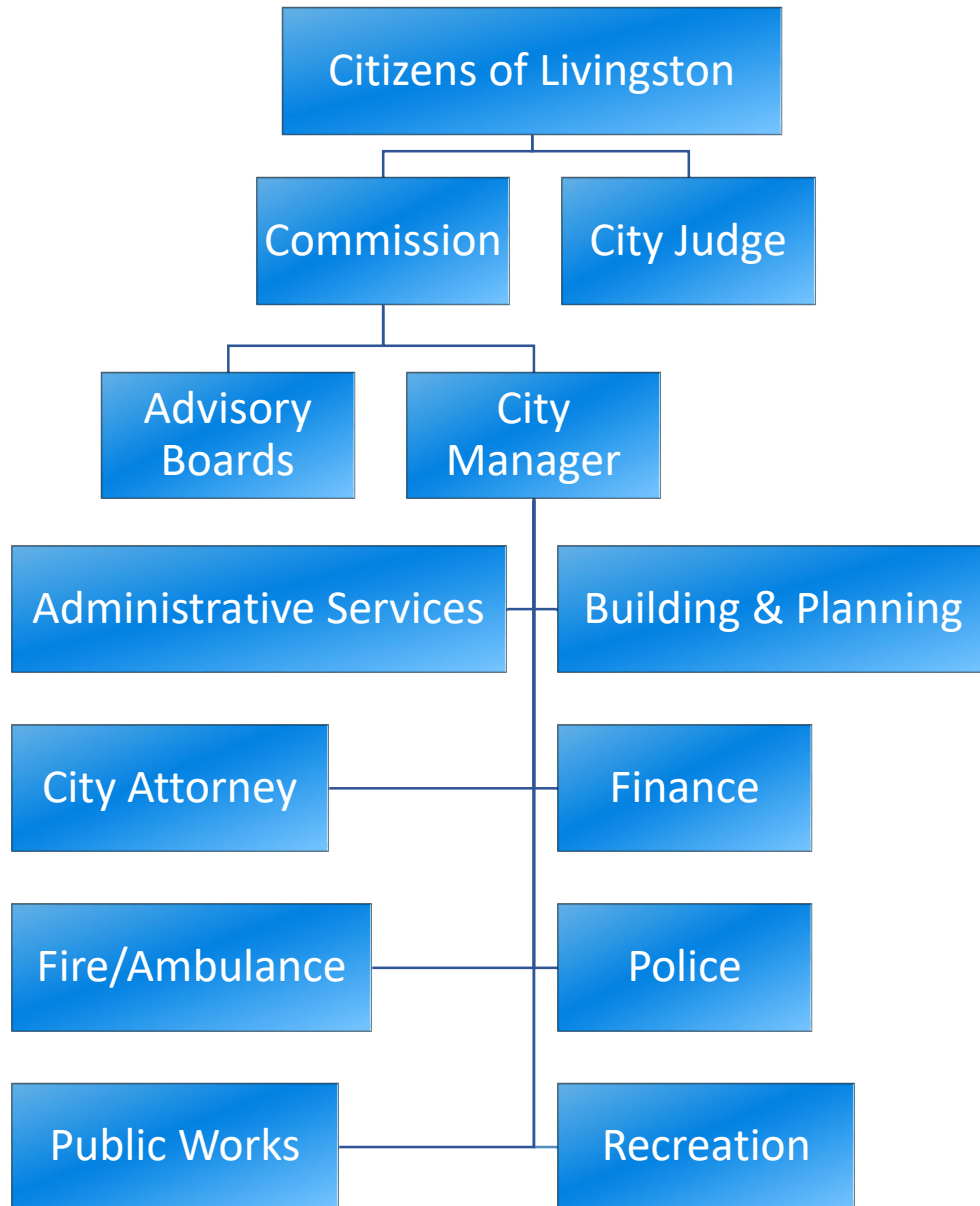 Citizens of Livingston
Commission
City Judge
Advisory
Boards
City
Manager
Administrative Services
Building & Planning
City Attorney
Finance
Fire/Ambulance
Police
Public Works
Recreation